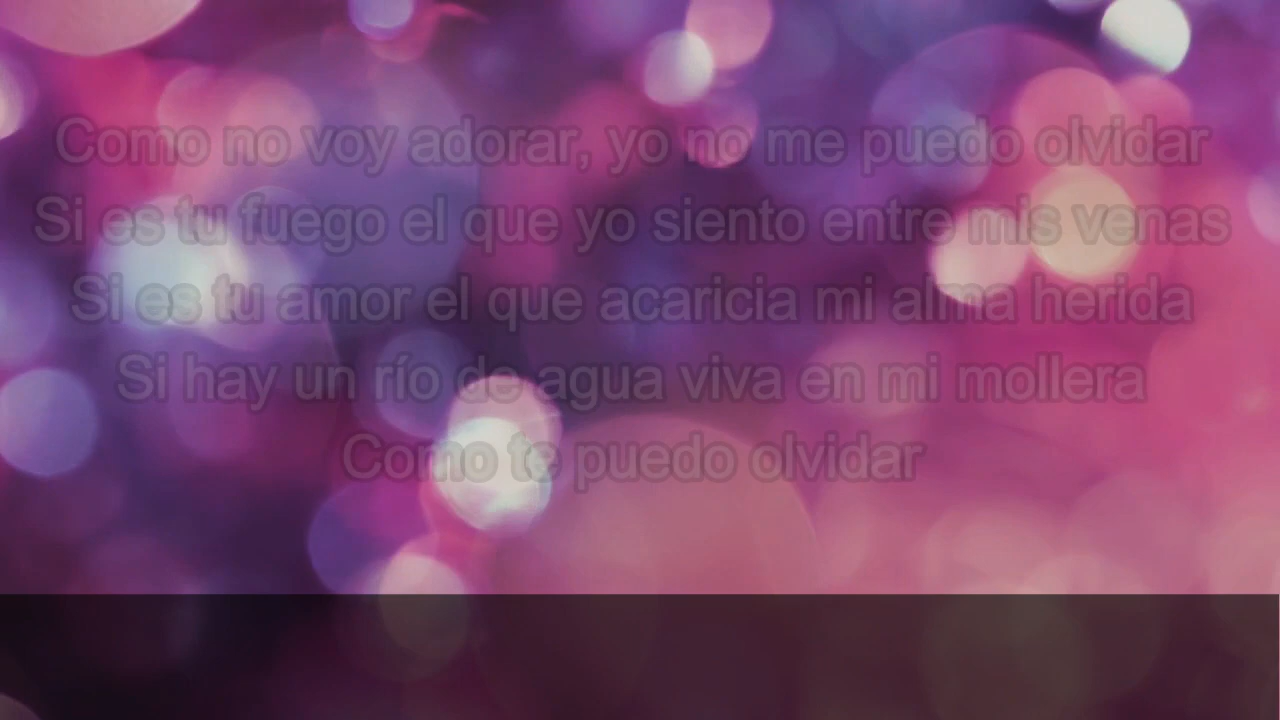 Como no voy adorar, yo no me puedo olvidar
Si es tu fuego el que yo siento entre mis venas
Si es tu amor el que acaricia mi alma herida
Si hay un río de agua viva en mi mollera
Como te puedo olvidar